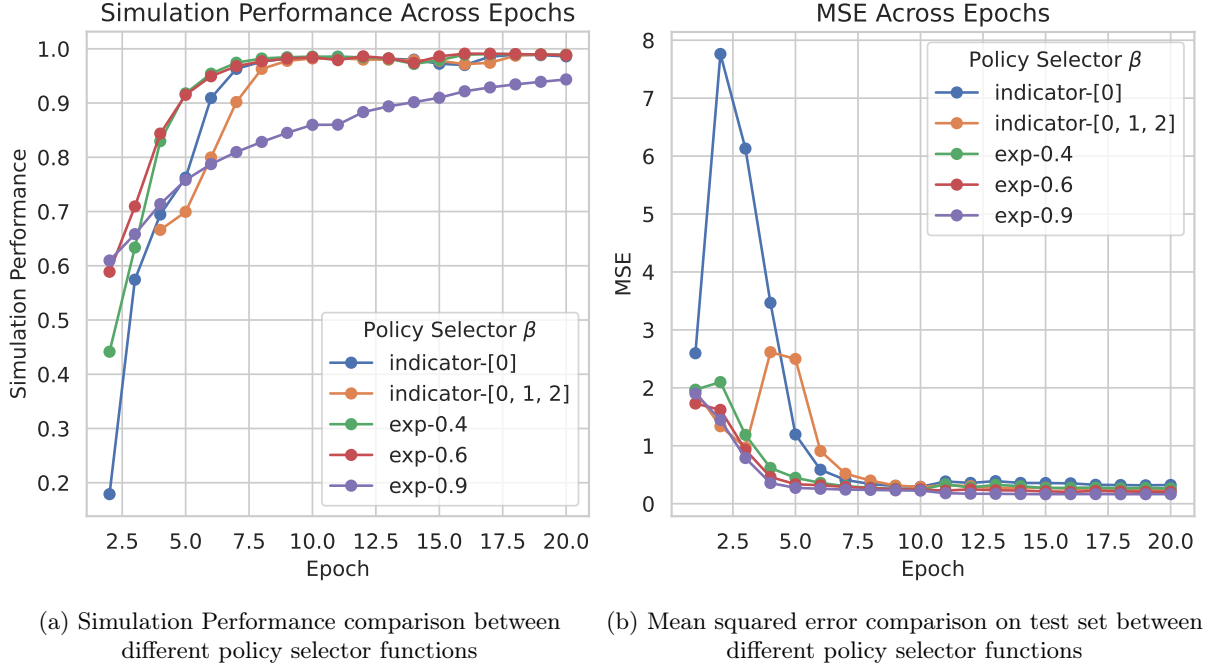 Simulation Performance Across Epochs
1.0
0.9
0.8
0.7
0.6
0.5
0.4
0.3
0.2
Simulation Performance
Policy Selector β
indicator-[0]
indicator-[0, 1, 2]
exp-0.4
exp-0.6
exp-0.9
2.5 5.0 7.5 10.0 12.5 15.0 17.5 20.0
Epoch
(a) Simulation Performance comparison between
different policy selector functions
MSE Across Epochs
8
7
6
5
4
3
2
1
0
MSE
Policy Selector β
indicator-[0]
indicator-[0, 1, 2]
exp-0.4
exp-0.6
exp-0.9
2.5 5.0 7.5 10.0 12.5 15.0 17.5 20.0
Epoch
(b) Mean squared error comparison on test set between
different policy selector functions